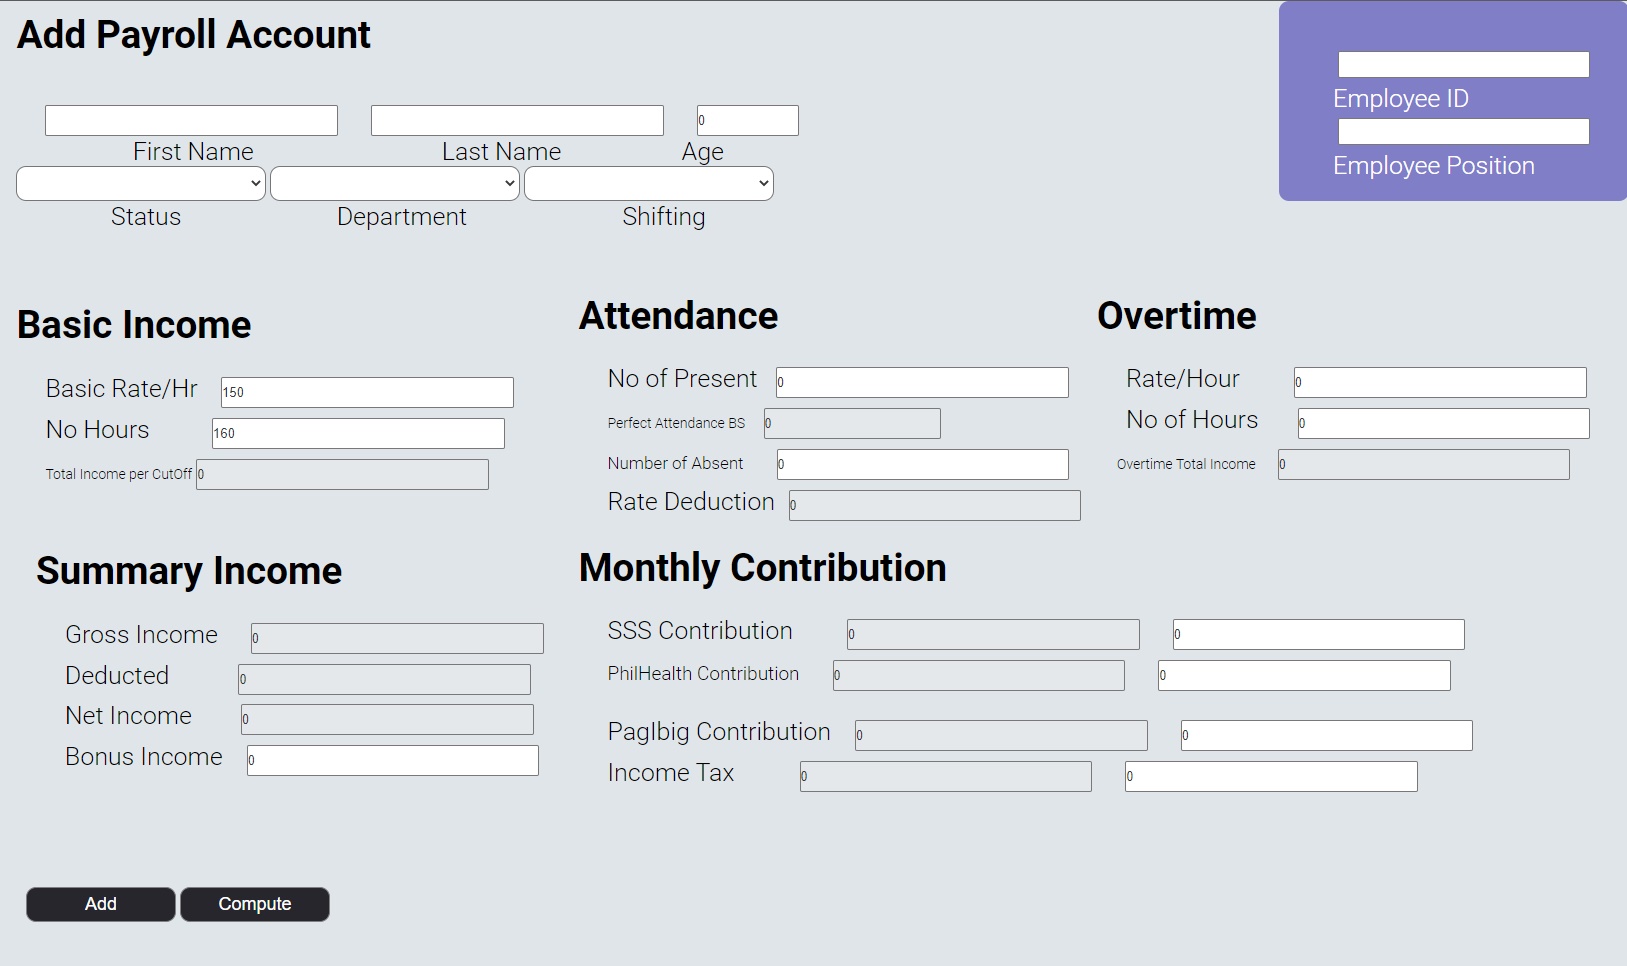 Add Payroll Account
Employee ID
Employee Position
0
First Name Last Name Age
Status Department Shifting
Basic Income
Basic Rate/Hr 150
No Hours 160
Total Income per CutOff 0
Attendance
No of Present 0
Perfect Attendance BS 0
Number of Absent 0
Rate Deduction 0
Overtime
Rate/Hour 0
No of Hours 0
Overtime Total Income 0
Summary Income
Gross Income 0
Deducted 0
Net Income 0
Bonus Income 0
Monthly Contribution
SSS Contribution 0 0
PhilHealth Contribution 0 0
PagIbig Contribution 0 0
Income Tax 0 0
Add Compute